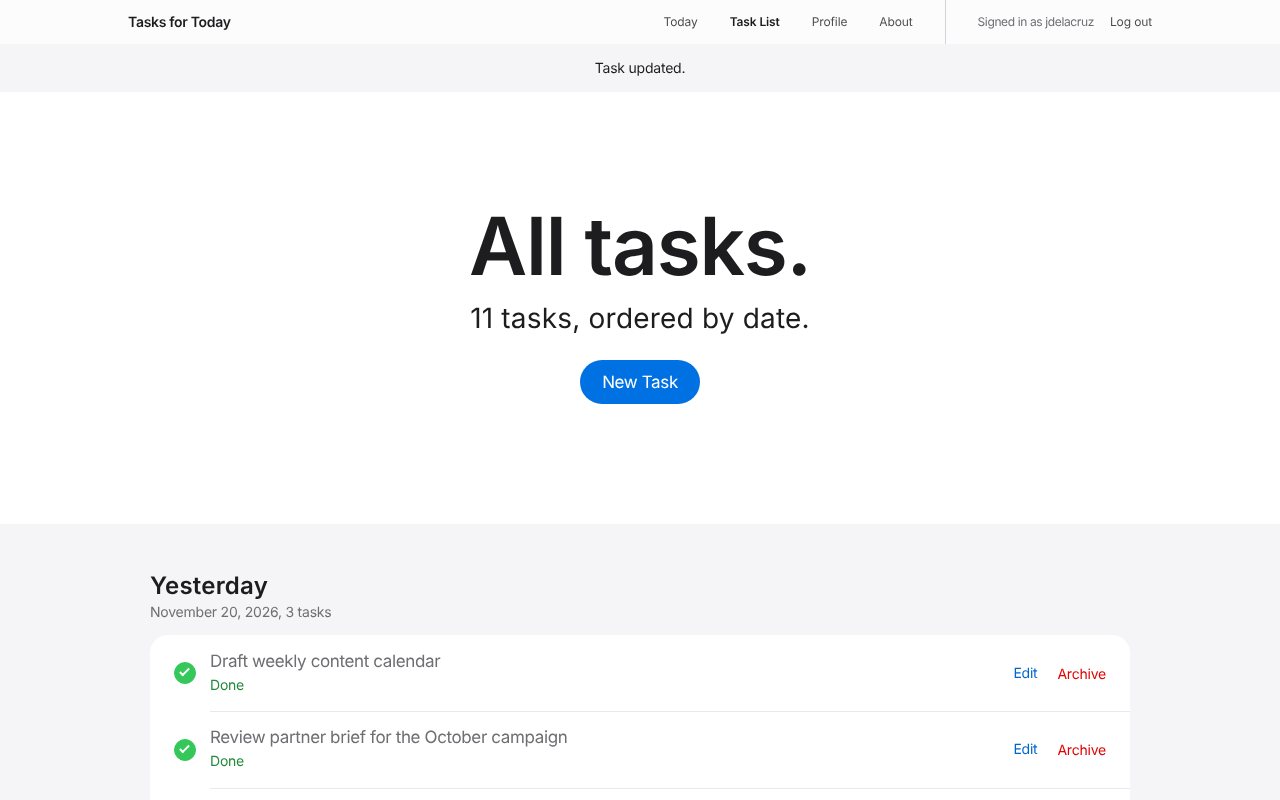 Tasks for Today Today Task List Profile About Signed in as jdelacruz Log out
Task updated.
All tasks.
11 tasks, ordered by date.
New Task
Yesterday
November 20, 2026, 3 tasks
Draft weekly content calendar
Done
Edit Archive
Review partner brief for the October campaign
Done
Edit Archive